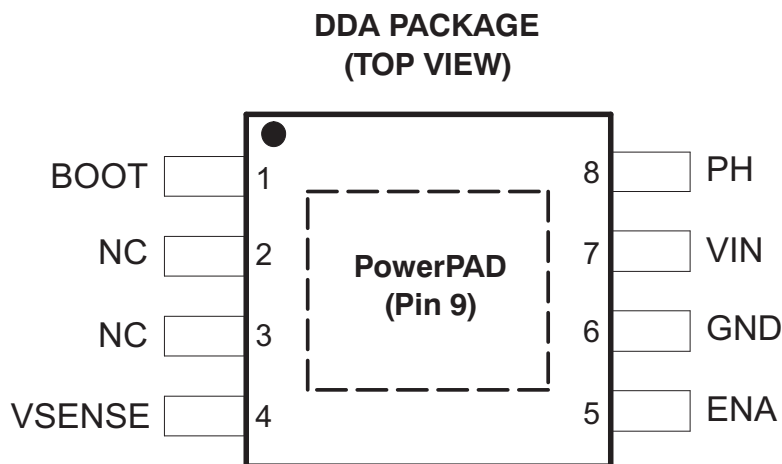 DDA PACKAGE
(TOP VIEW)
BOOT 1 8 PH
NC 2 7 VIN
NC 3 6 GND
VSENSE 4 5 ENA
PowerPAD
(Pin 9)